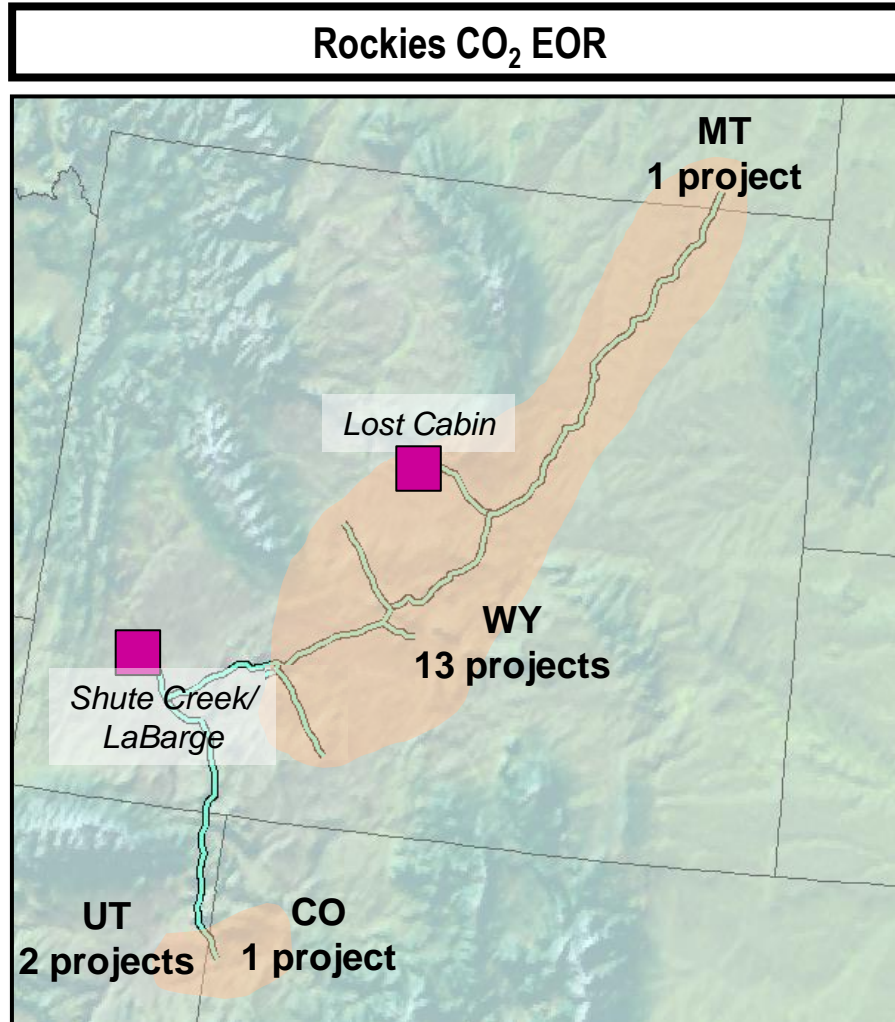 Rockies CO₂ EOR
MT
1 project
Lost Cabin
WY
13 projects
Shute Creek/
LaBarge
UT
2 projects
CO
1 project